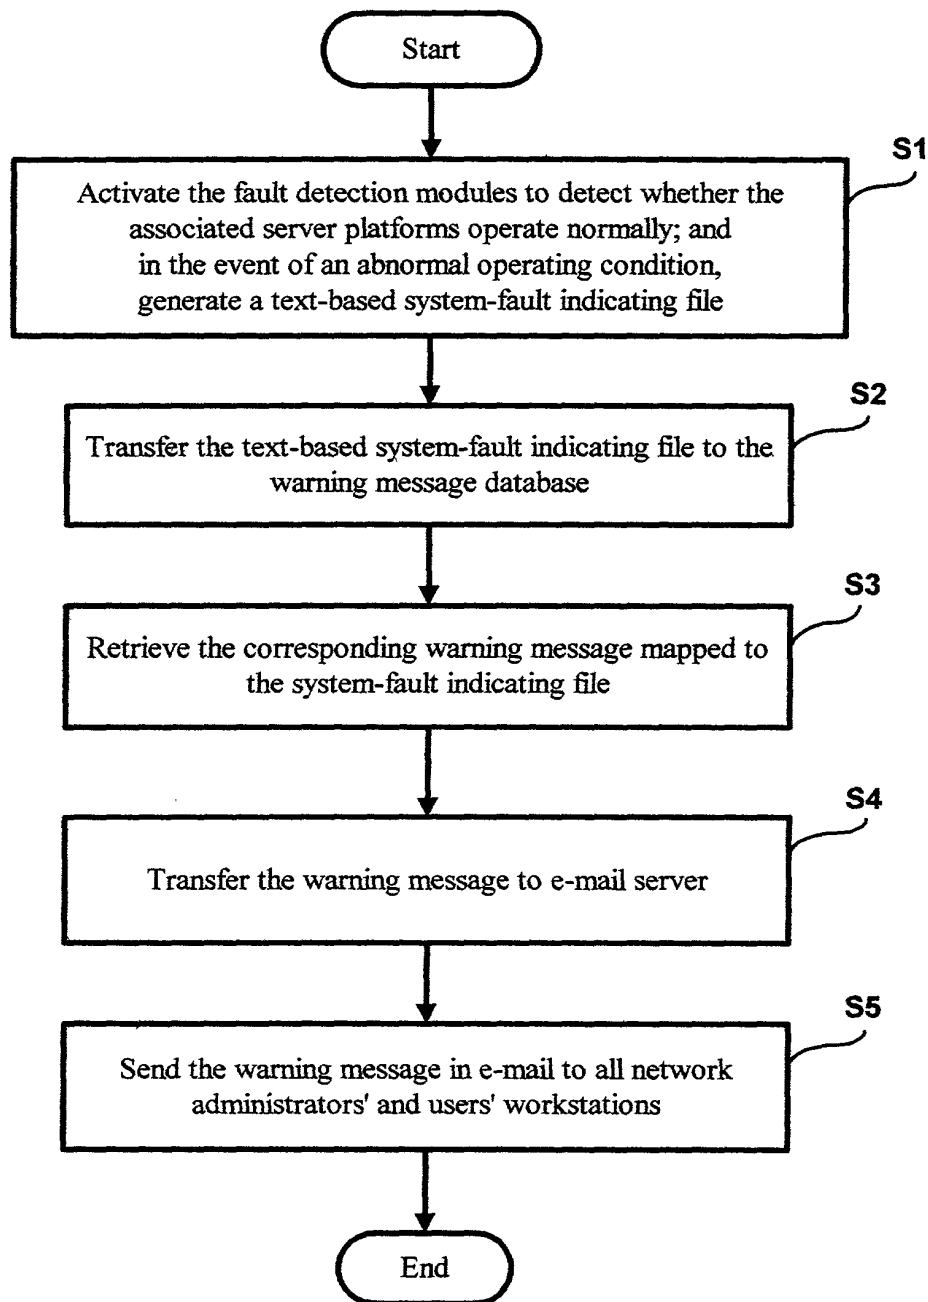 Start
S1
Activate the fault detection modules to detect whether the
associated server platforms operate normally; and
in the event of an abnormal operating condition,
generate a text-based system-fault indicating file
S2
Transfer the text-based system-fault indicating file to the
warning message database
S3
Retrieve the corresponding warning message mapped to
the system-fault indicating file
S4
Transfer the warning message to e-mail server
S5
Send the warning message in e-mail to all network
administrators' and users' workstations
End